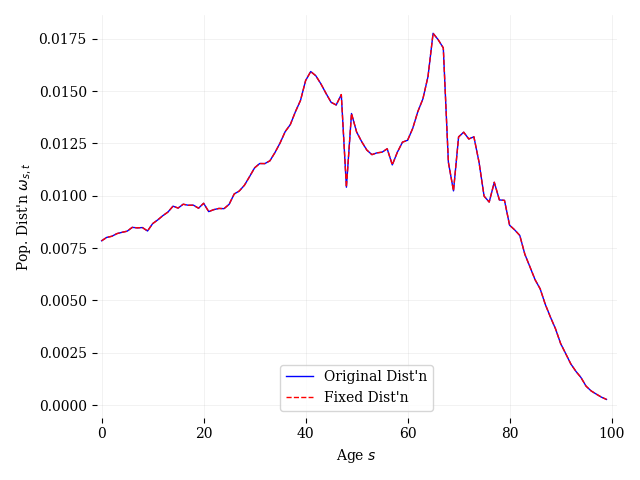 Pop. Dist'n ω_{s,t}
0.0175
0.0150
0.0125
0.0100
0.0075
0.0050
0.0025
0.0000
Original Dist'n
Fixed Dist'n
0 20 40 60 80 100
Age s